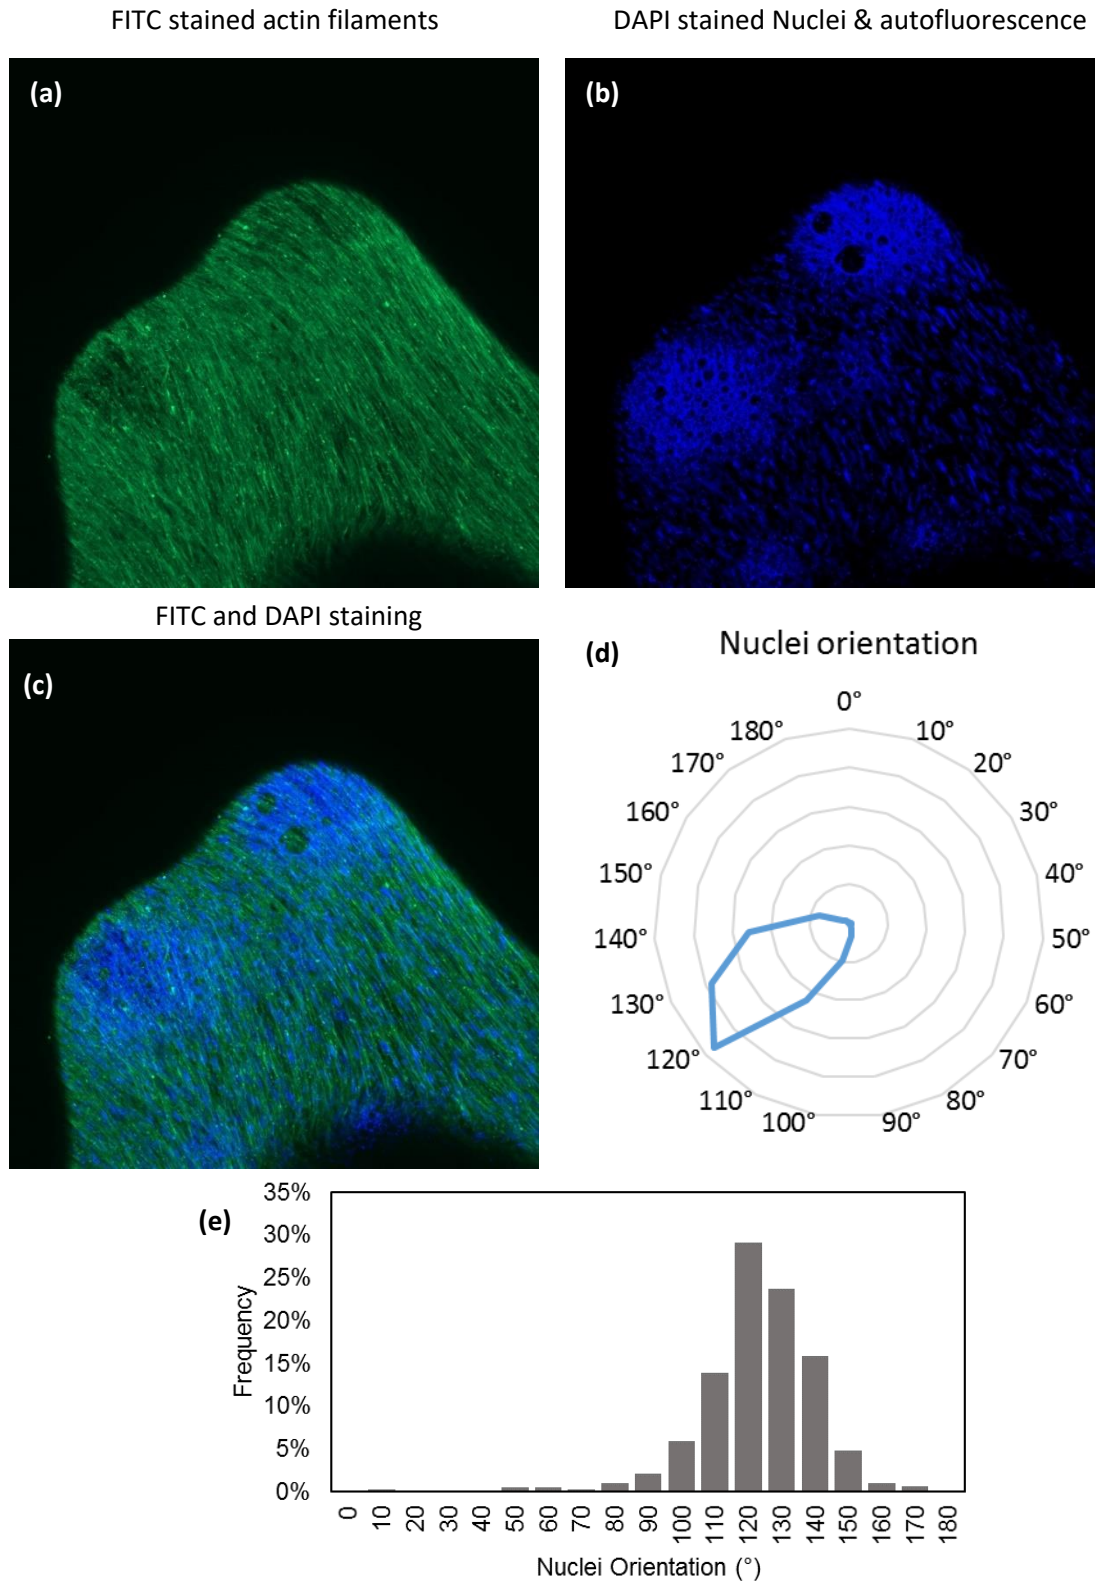 FITC stained actin filaments
DAPI stained Nuclei & autofluorescence
(a)
(b)
FITC and DAPI staining
(c)
(d)
Nuclei orientation
0°
10°
20°
30°
40°
50°
60°
70°
80°
90°
100°
110°
120°
130°
140°
150°
160°
170°
180°
(e)
Frequency
35%
30%
25%
20%
15%
10%
5%
0%
0 10 20 30 40 50 60 70 80 90 100 110 120 130 140 150 160 170 180
Nuclei Orientation (°)